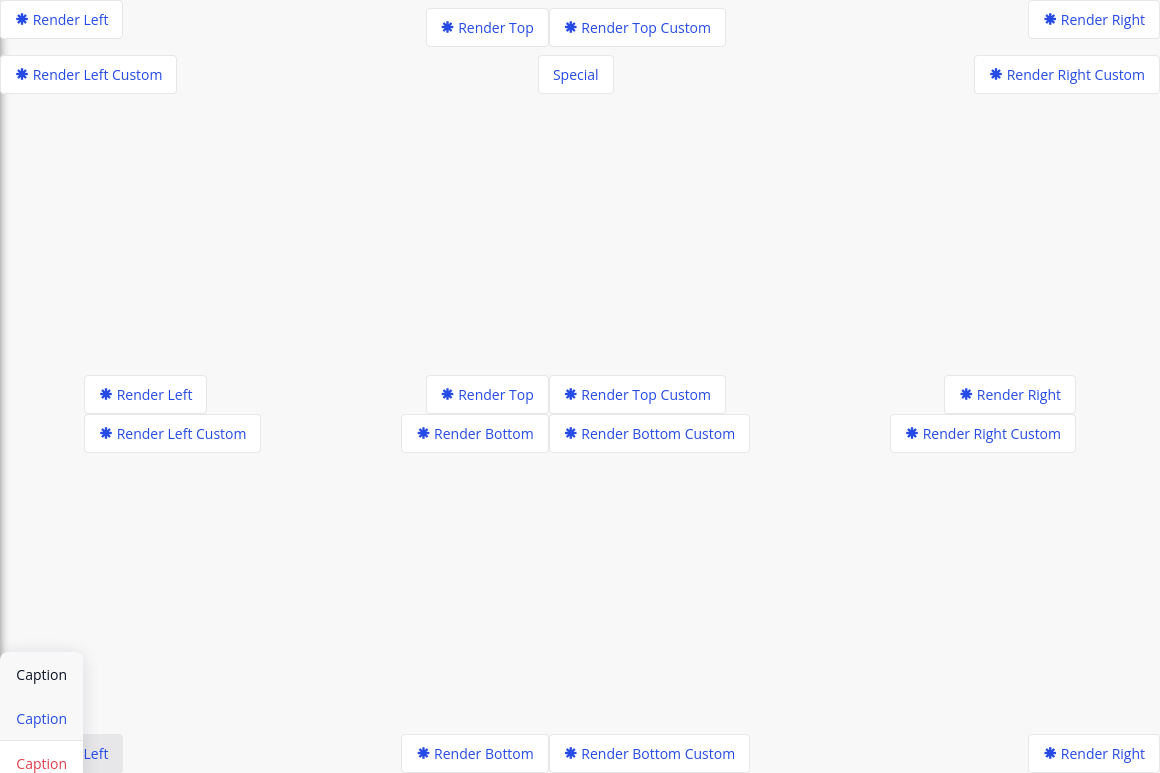 Render Left
Render Top
Render Top Custom
Render Right
Render Left Custom
Special
Render Right Custom
Render Left
Render Top
Render Top Custom
Render Right
Render Left Custom
Render Bottom
Render Bottom Custom
Render Right Custom
Caption
Caption
Caption
Left
Render Bottom
Render Bottom Custom
Render Right